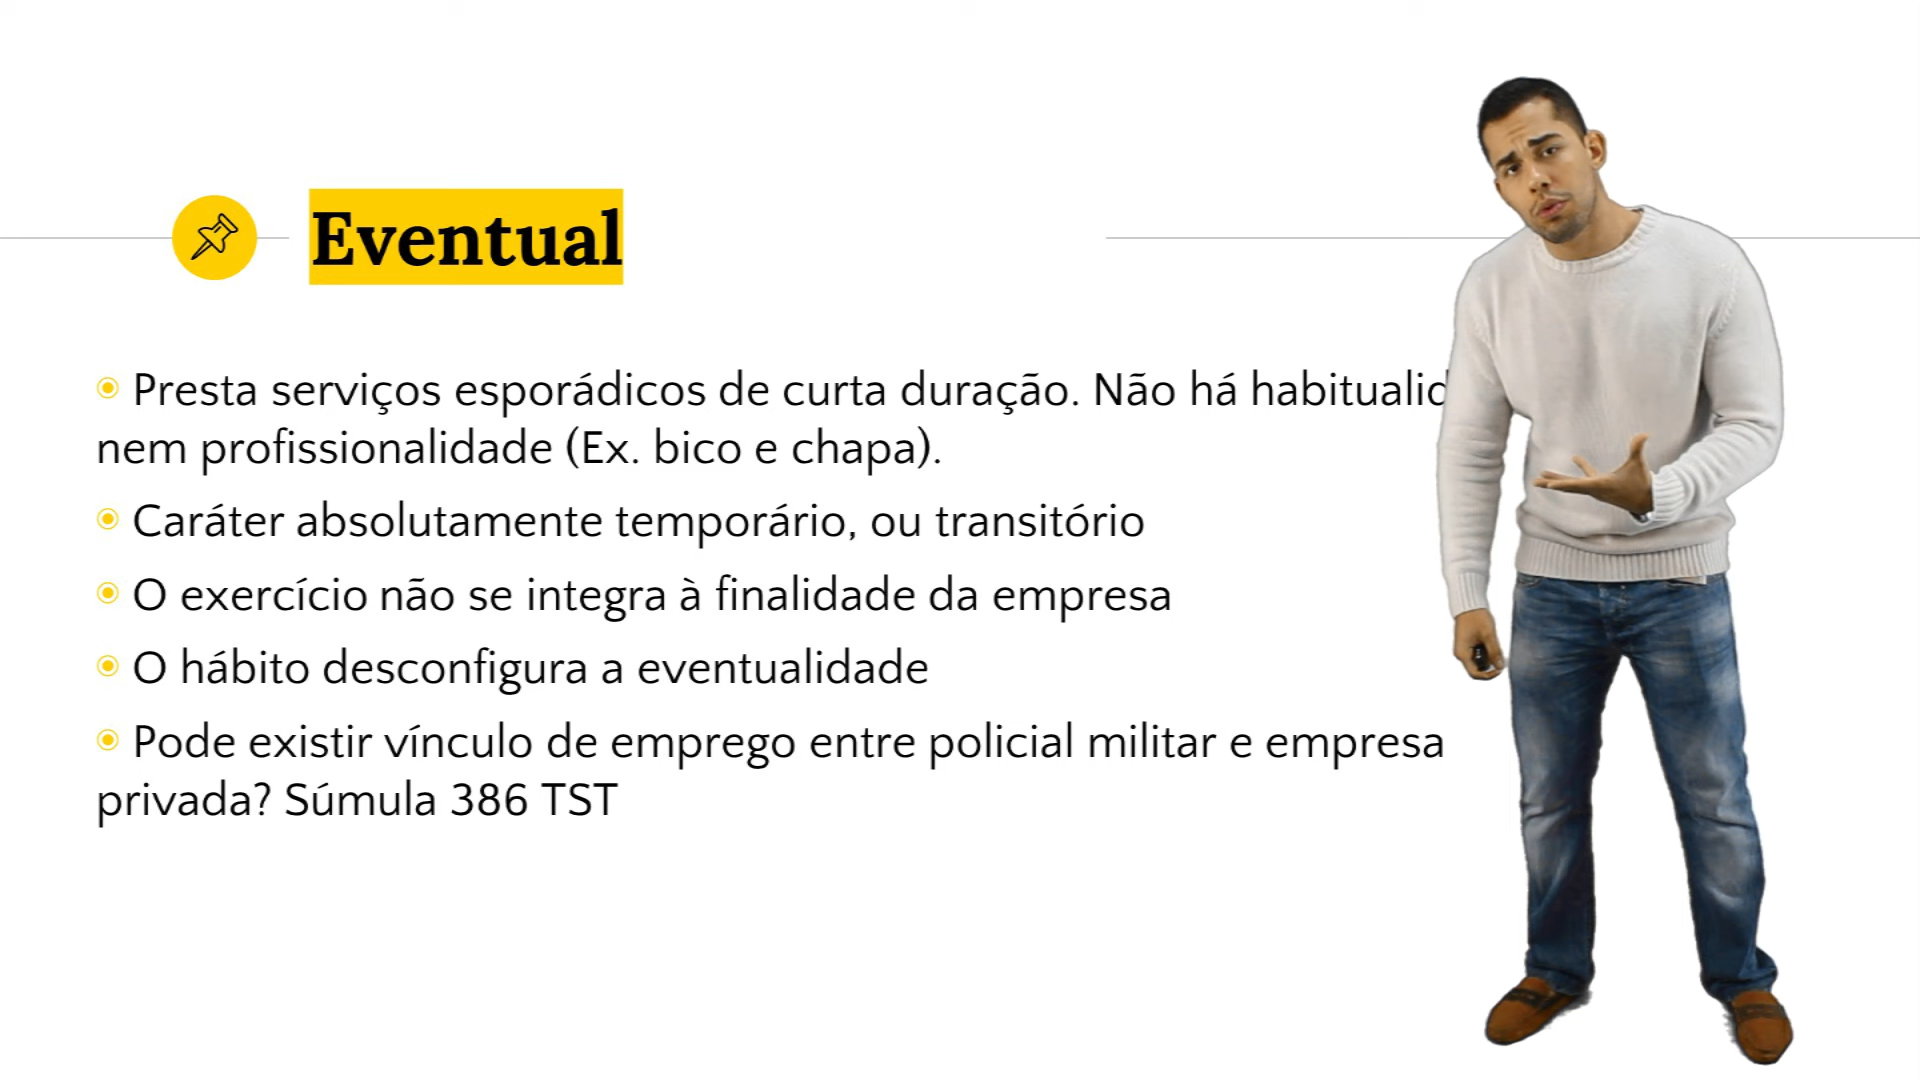 Eventual
Presta serviços esporádicos de curta duração. Não há
nem profissionalidade (Ex. bico e chapa).
Caráter absolutamente temporário, ou transitório
O exercício não se integra à finalidade da empresa
O hábito desconfigura a eventualidade
Pode existir vínculo de emprego entre policial militar e empresa
privada? Súmula 386 TST